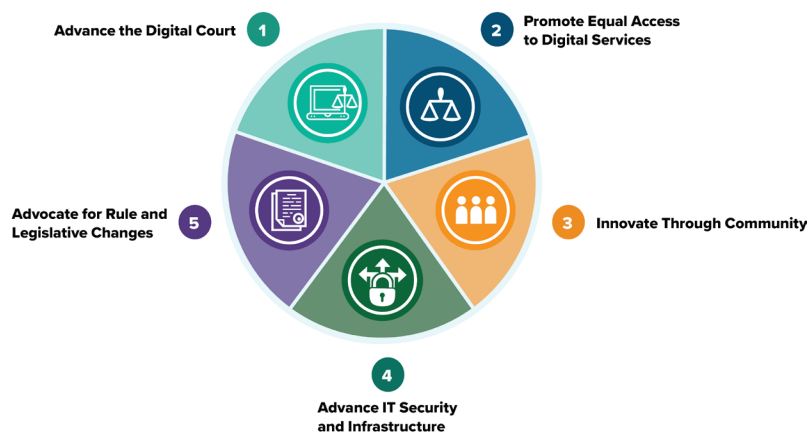 Advance the Digital Court
1
2
Promote Equal Access
to Digital Services
3
Innovate Through Community
4
Advance IT Security
and Infrastructure
5
Advocate for Rule and
Legislative Changes